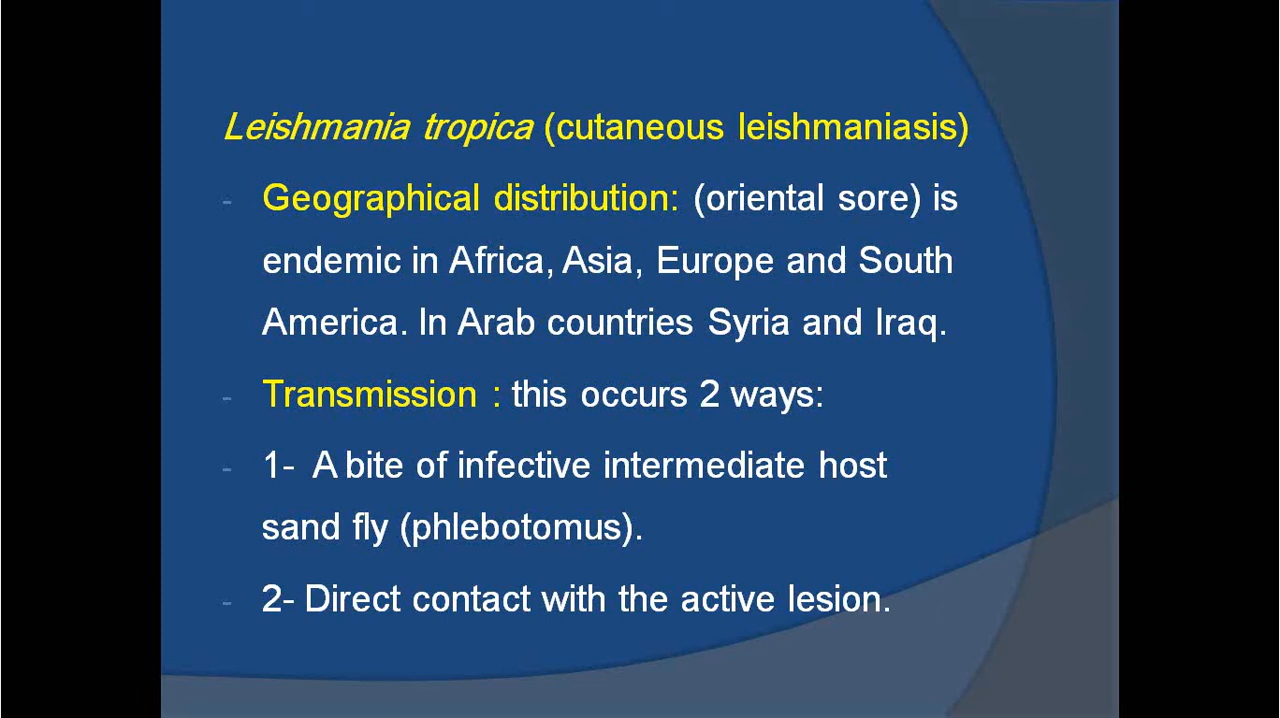 Leishmania tropica (cutaneous leishmaniasis)
- Geographical distribution: (oriental sore) is
endemic in Africa, Asia, Europe and South
America. In Arab countries Syria and Iraq.
- Transmission : this occurs 2 ways:
- 1- A bite of infective intermediate host
sand fly (phlebotomus).
- 2- Direct contact with the active lesion.